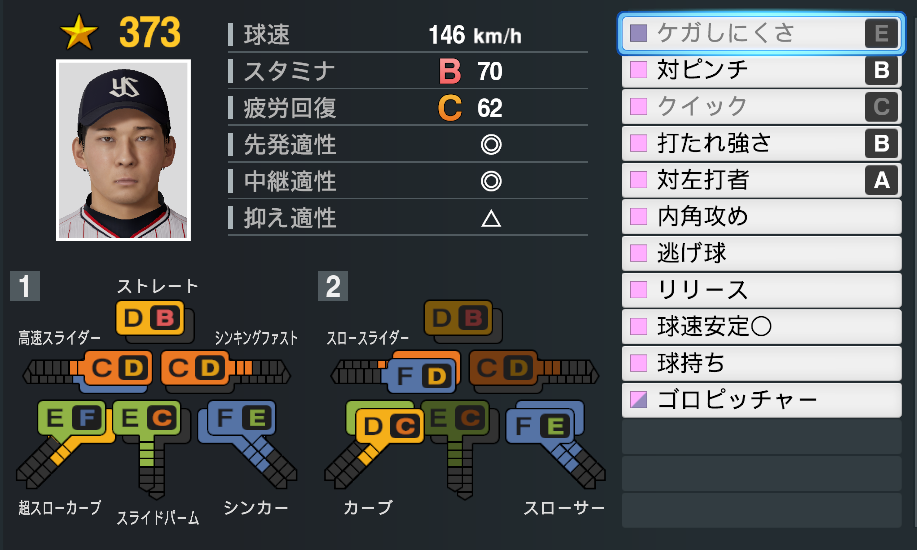 373
球速 146 km/h
スタミナ B 70
疲労回復 C 62
先発適性 ◎
中継適性 ◎
抑え適性 △
YS
1
ストレート
D B
高速スライダー
C D
シンキングファスト
C D
E F
E C
F E
超スローカーブ
スライドパーム
シンカー
2
D B
スロースライダー
F D
C D
D C
E C
F E
カーブ
スローサー
ケガしにくさ E
対ピンチ B
クイック C
打たれ強さ B
対左打者 A
内角攻め
逃げ球
リリース
球速安定〇
球持ち
ゴロピッチャー